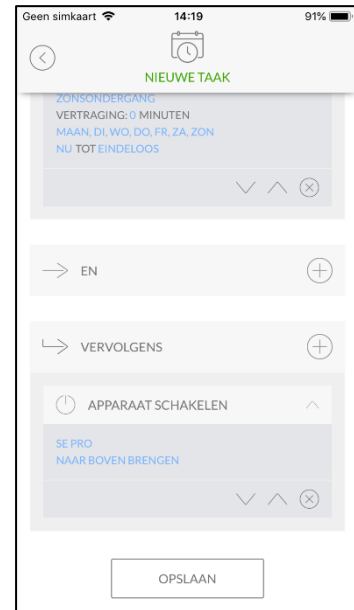 Geen simkaart 14:19 91%
NIEUWE TAAK
ZONSONDERGANG
VERTRAGING: 0 MINUTEN
MAAN, DI, WO, DO, FR, ZA, ZON
NU TOT EINDELOOS
EN
VERVOLGENS
APPARAAT SCHAKELEN
SE PRO
NAAR BOVEN BRENGEN
OPSLAAN